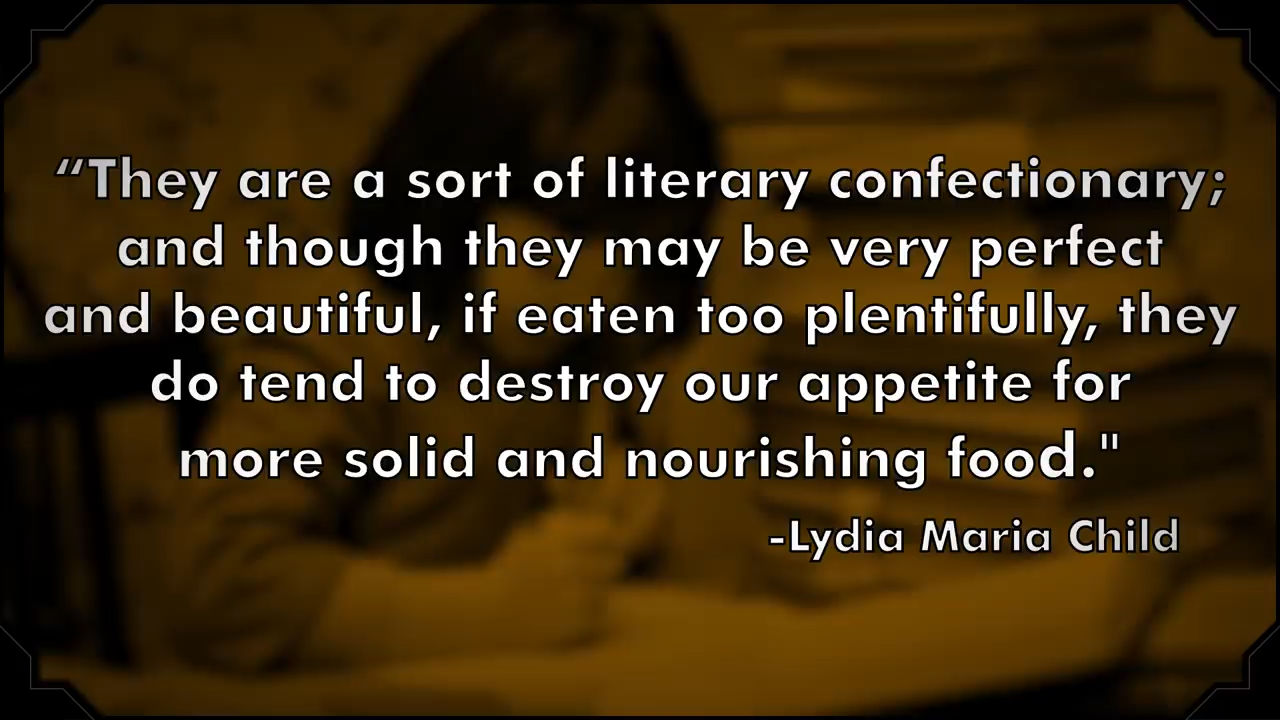 “They are a sort of literary confectionary;
and though they may be very perfect
and beautiful, if eaten too plentifully, they
do tend to destroy our appetite for
more solid and nourishing food."
-Lydia Maria Child